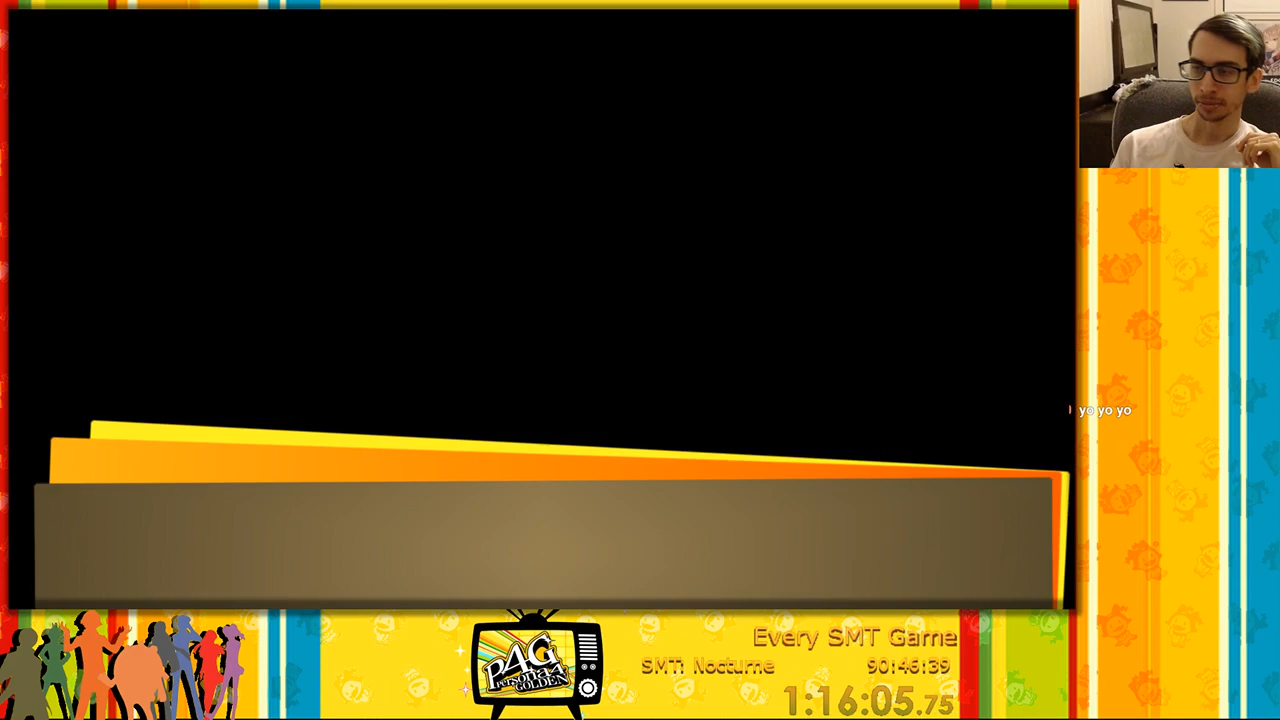 yo yo yo
P4G
PERSONA4
GOLDEN
Every SMT Game
SMT: Nocturne 90:46:39
1:16:05.75